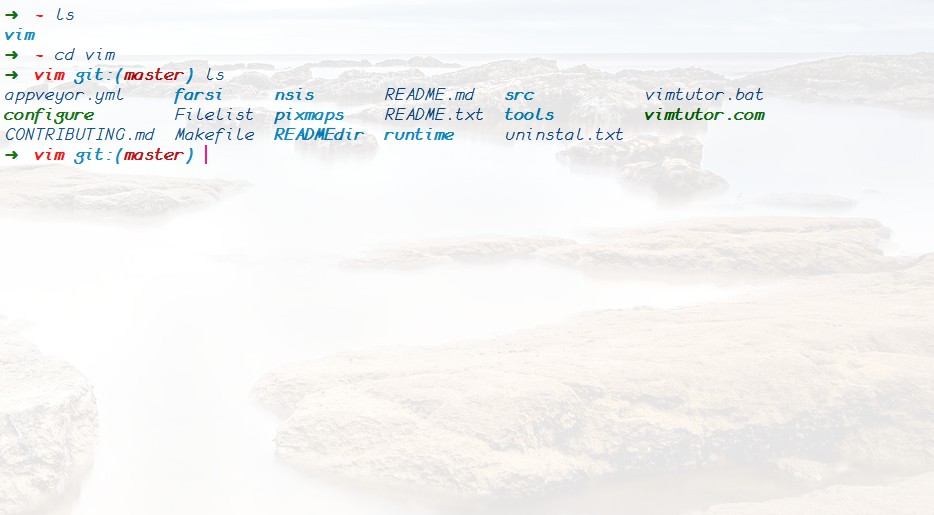 ➜ ~ ls
vim
➜ ~ cd vim
➜ vim git:(master) ls
appveyor.yml farsi nsis README.md src vimtutor.bat
configure Filelist pixmaps README.txt tools vimtutor.com
CONTRIBUTING.md Makefile READMEdir runtime uninstal.txt
➜ vim git:(master)